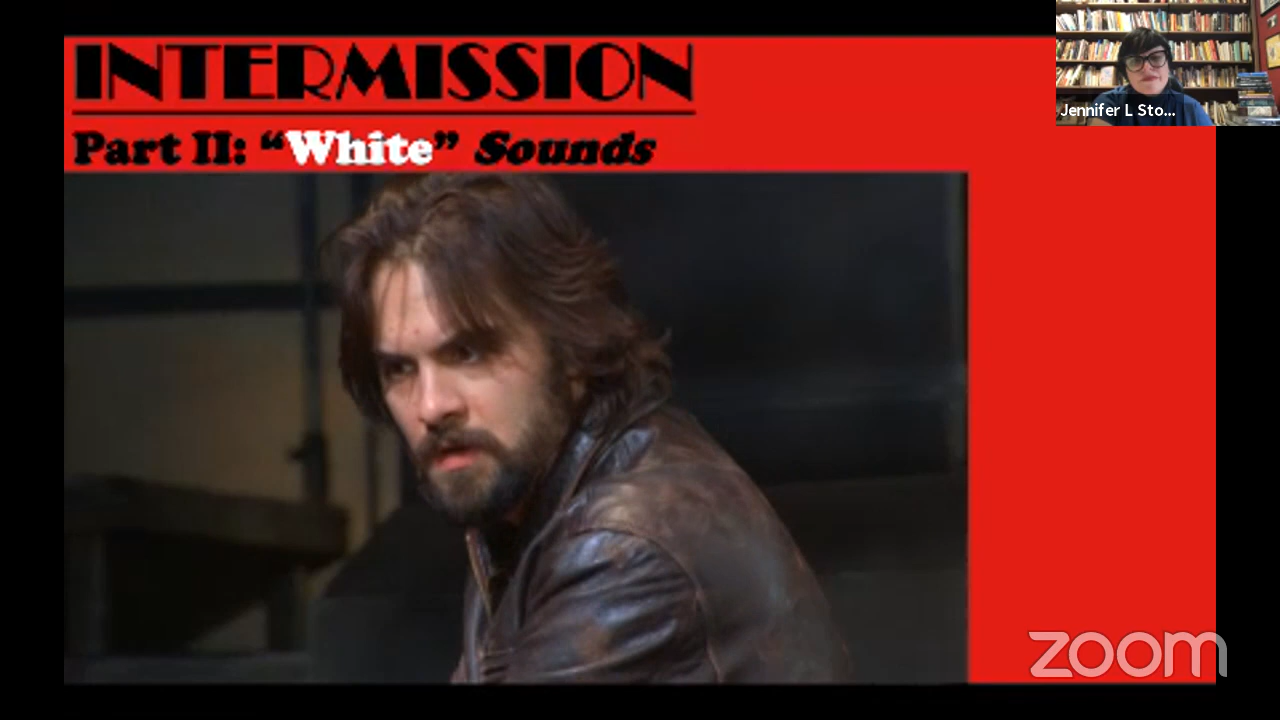 INTERMISSION
Part II: “White” Sounds
Jennifer L Sto...
zoom